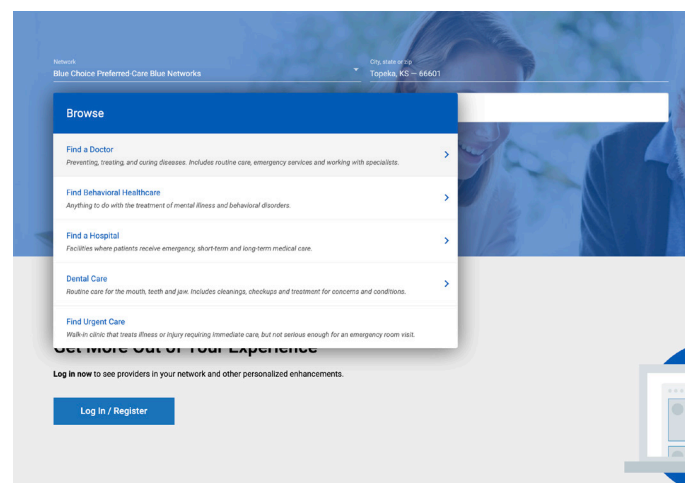 Network
City, state or zip
Blue Choice Preferred-Care Blue Networks
Topeka, KS — 66601
Browse
Find a Doctor
Preventing, treating, and curing diseases. Includes routine care, emergency services and working with specialists.
Find Behavioral Healthcare
Anything to do with the treatment of mental illness and behavioral disorders.
Find a Hospital
Facilities where patients receive emergency, short-term and long-term medical care.
Dental Care
Routine care for the mouth, teeth and jaw. Includes cleanings, checkups and treatment for concerns and conditions.
Find Urgent Care
Walk-in clinic that treats illness or injury requiring immediate care, but not serious enough for an emergency room visit.
Get More Out of Your Experience
Log in now to see providers in your network and other personalized enhancements.
Log In / Register